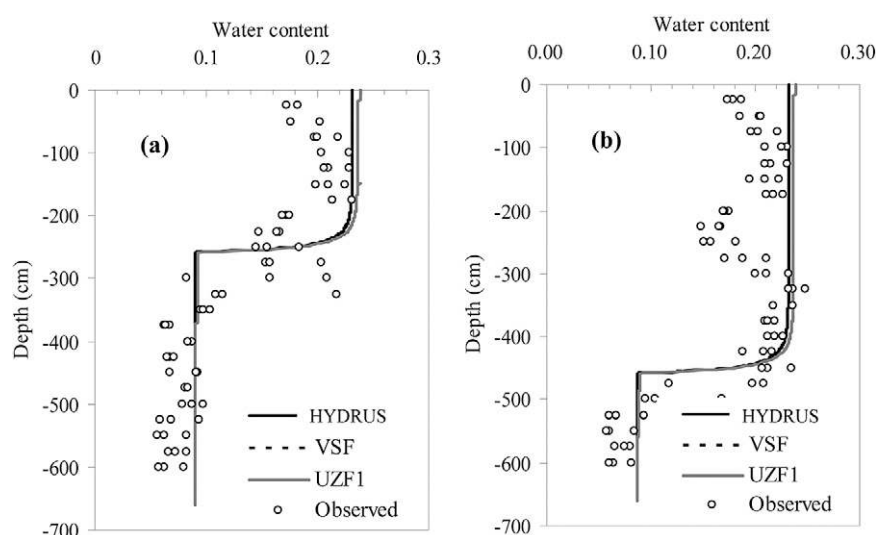 Water content
0 0.1 0.2 0.3
0
-100
-200
-300
-400
-500
-600
-700
Depth (cm)
(a)
HYDRUS
VSF
UZF1
Observed
Water content
0.00 0.10 0.20 0.30
0
-100
-200
-300
-400
-500
-600
-700
Depth (cm)
(b)
HYDRUS
VSF
UZF1
Observed